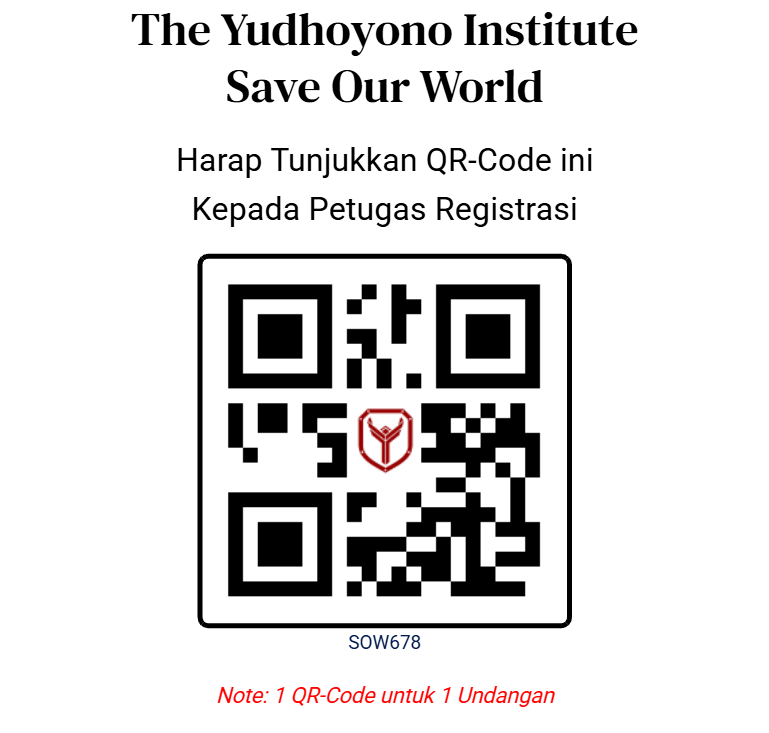 The Yudhoyono Institute
Save Our World
Harap Tunjukkan QR-Code ini
Kepada Petugas Registrasi
SOW678
Note: 1 QR-Code untuk 1 Undangan